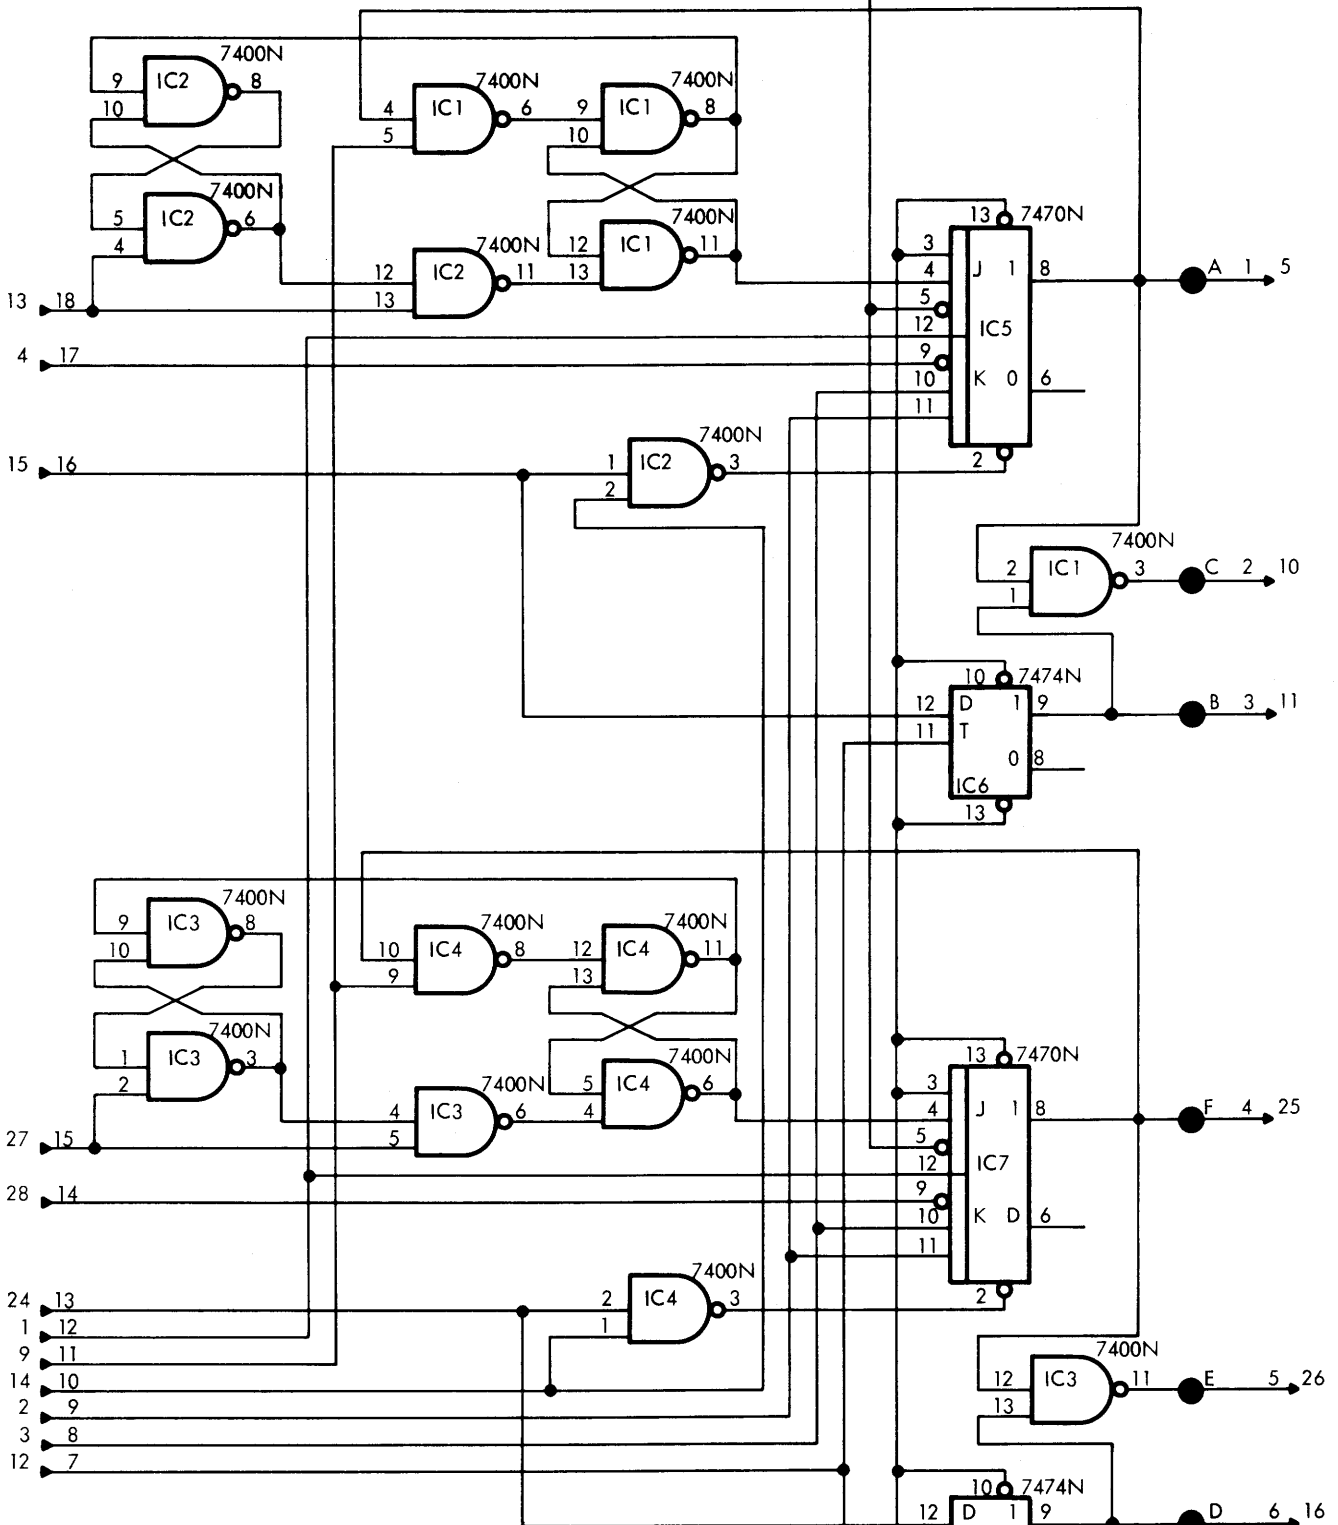 7400N
9 IC2 8
10
7400N
4 IC1 6
5
7400N
9 IC1 8
10
7400N
5 IC2 6
4
7400N
12 IC2 11
13
7400N
12 IC1 11
13
13 7470N
3
4 J 1 8
5
12 IC5
9
10 K 0 6
11
2
A 1 5
13 18
4 17
15 16
7400N
1 IC2 3
2
7400N
2 IC1 3
1
C 2 10
10 7474N
12 D 1 9
11 T
0 8
IC6
13
B 3 11
7400N
9 IC3 8
10
7400N
10 IC4 8
9
7400N
12 IC4 11
13
7400N
1 IC3 3
2
7400N
4 IC3 6
5
7400N
5 IC4 6
4
13 7470N
3
4 J 1 8
5
12 IC7
9
10 K D 6
11
2
F 4 25
27 15
28 14
7400N
2 IC4 3
1
24 13
1 12
9 11
14 10
2 9
3 8
12 7
7400N
12 IC3 11
13
E 5 26
10 7474N
12 D 1 9
D 6 16